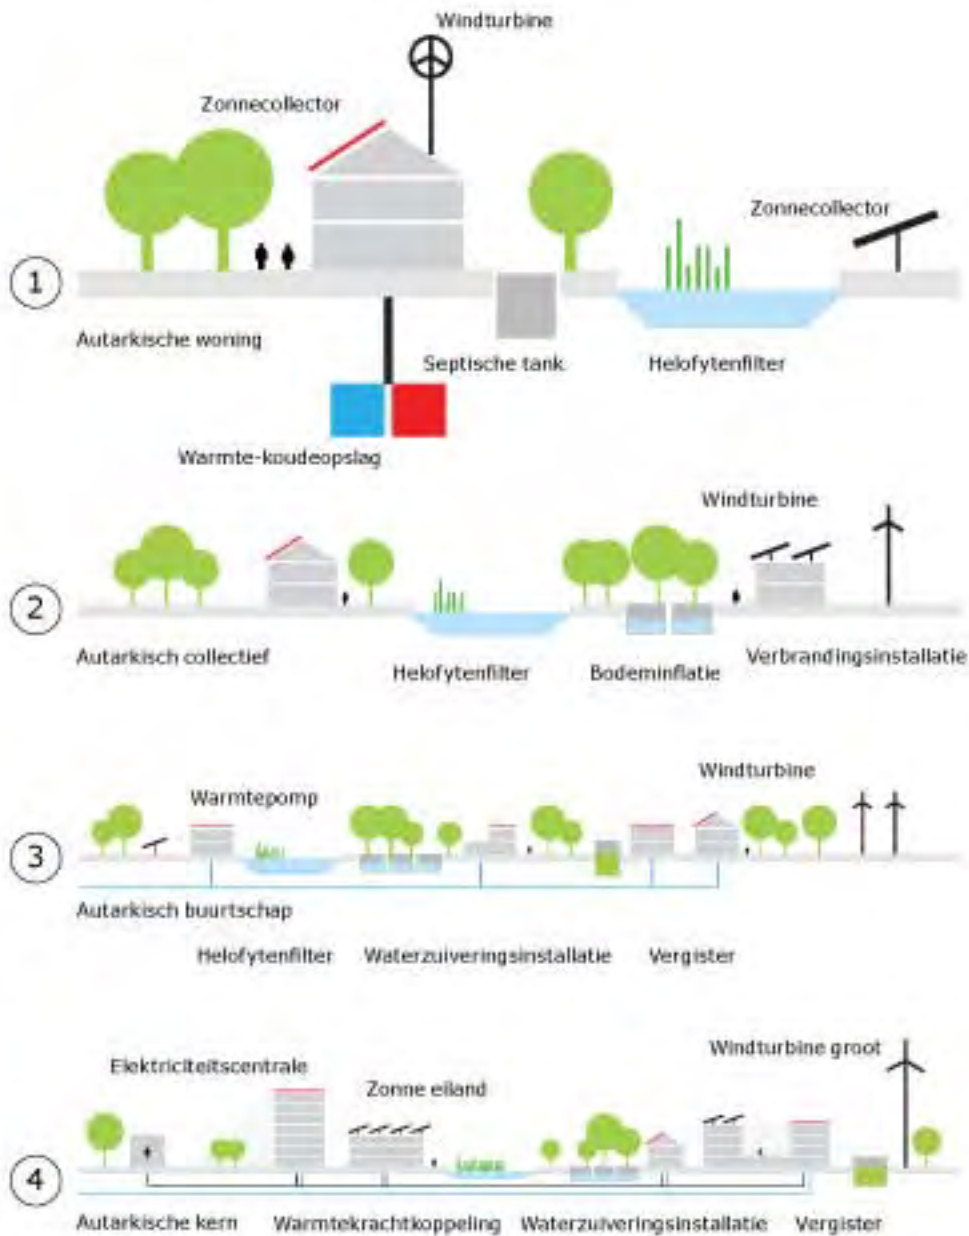 Windturbine
Zonnecollector
Zonnecollector
1
Autarkische woning
Septische tank
Helofytenfilter
Warmte-koudeopslag
Windturbine
2
Autarkisch collectief
Helofytenfilter
Bodeminflatie
Verbrandingsinstallatie
Windturbine
Warmtepomp
3
Autarkisch buurtschap
Helofytenfilter
Waterzuiveringsinstallatie
Vergister
Windturbine groot
Elektriciteitscentrale
Zonne eiland
4
Autarkische kern
Warmtekrachtkoppeling
Waterzuiveringsinstallatie
Vergister